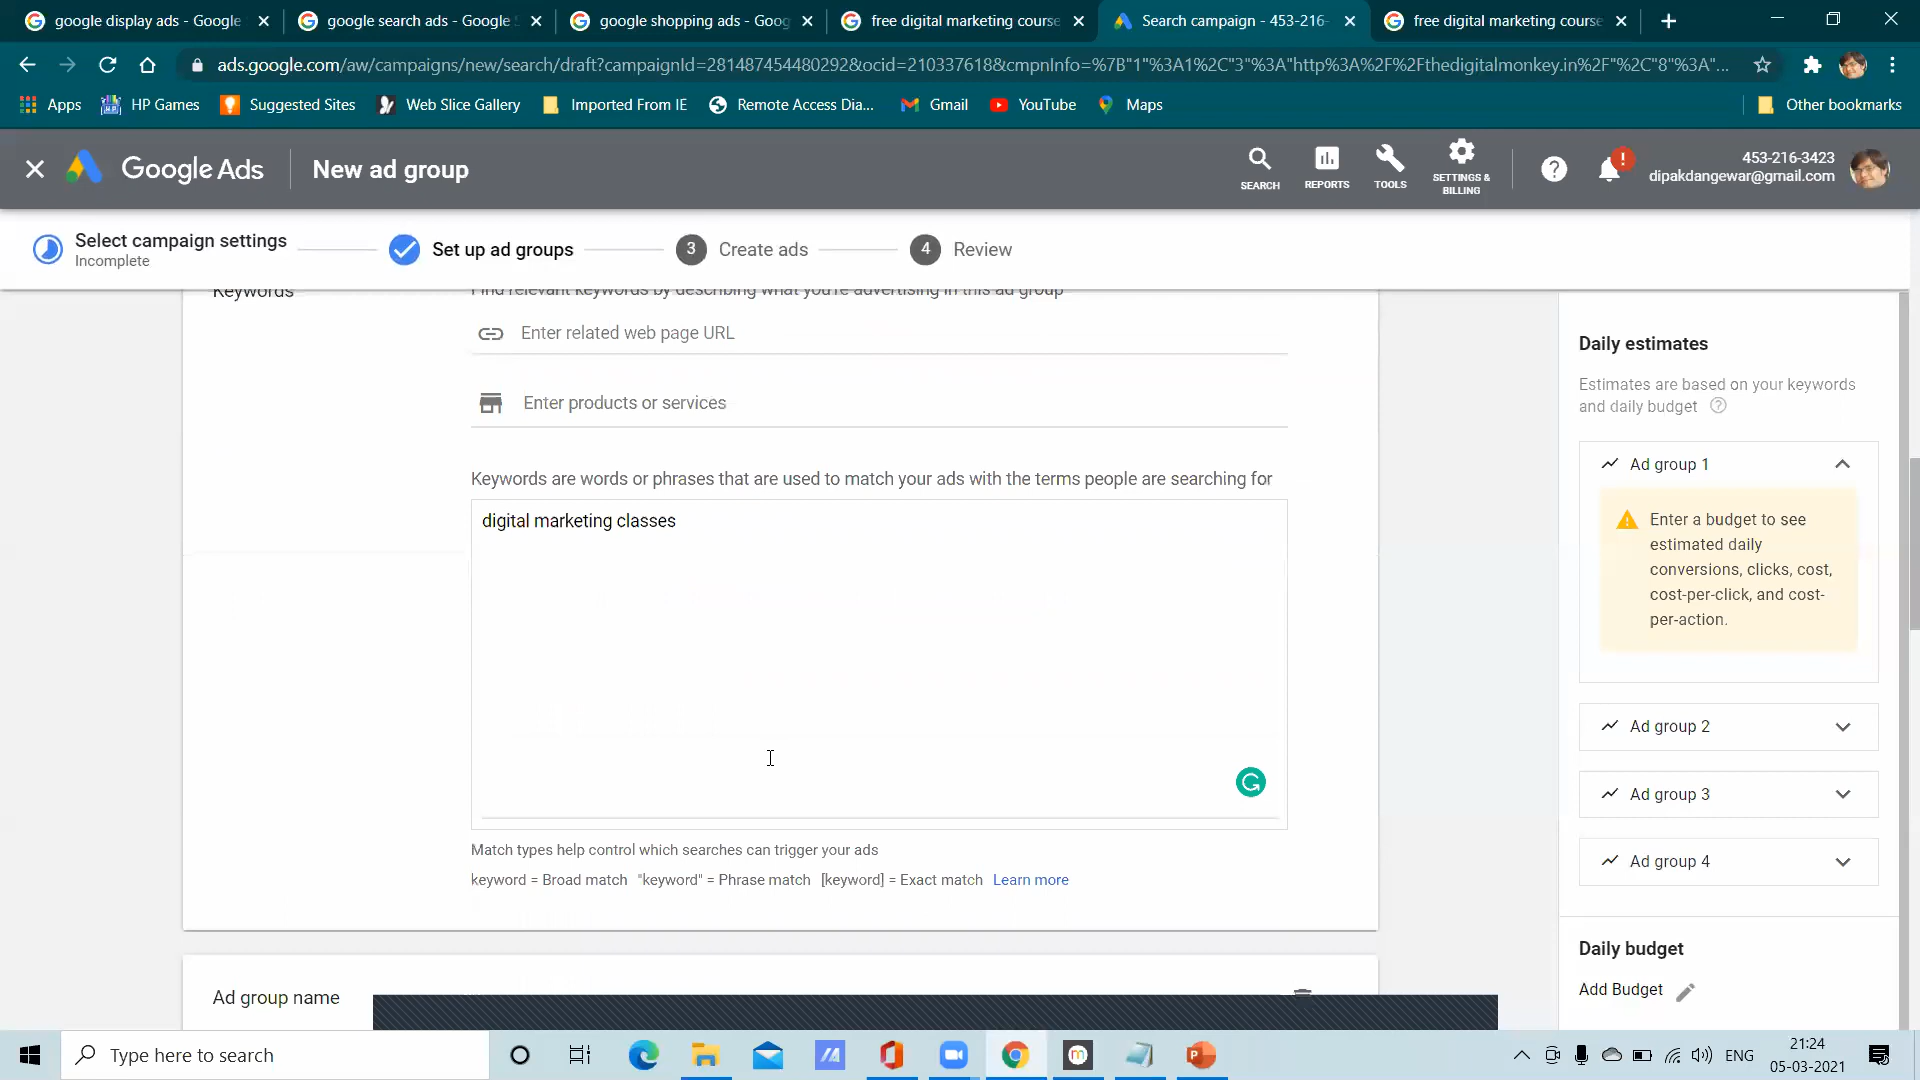 google display ads - Google
google search ads - Google S
google shopping ads - Goog
free digital marketing course
Search campaign - 453-216-
free digital marketing course
ads.google.com/aw/campaigns/new/search/draft?campaignId=281487454480292&ocid=210337618&cmpnInfo=%7B"1"%3A1%2C"3"%3A"http%3A%2F%2Fthedigitalmonkey.in%2F"%2C"8"%3A"...
Apps
HP Games
Suggested Sites
Web Slice Gallery
Imported From IE
Remote Access Dia...
Gmail
YouTube
Maps
Other bookmarks
Google Ads
New ad group
SEARCH
REPORTS
TOOLS
SETTINGS &
BILLING
453-216-3423
dipakdangewar@gmail.com
Select campaign settings
Incomplete
Set up ad groups
3 Create ads
4 Review
Keywords
Find relevant keywords by describing what you're advertising in this ad group
Enter related web page URL
Enter products or services
Keywords are words or phrases that are used to match your ads with the terms people are searching for
digital marketing classes
Match types help control which searches can trigger your ads
keyword = Broad match "keyword" = Phrase match [keyword] = Exact match Learn more
Ad group name
Daily estimates
Estimates are based on your keywords
and daily budget
Ad group 1
Enter a budget to see
estimated daily
conversions, clicks, cost,
cost-per-click, and cost-
per-action.
Ad group 2
Ad group 3
Ad group 4
Daily budget
Add Budget
Type here to search
ENG
21:24
05-03-2021